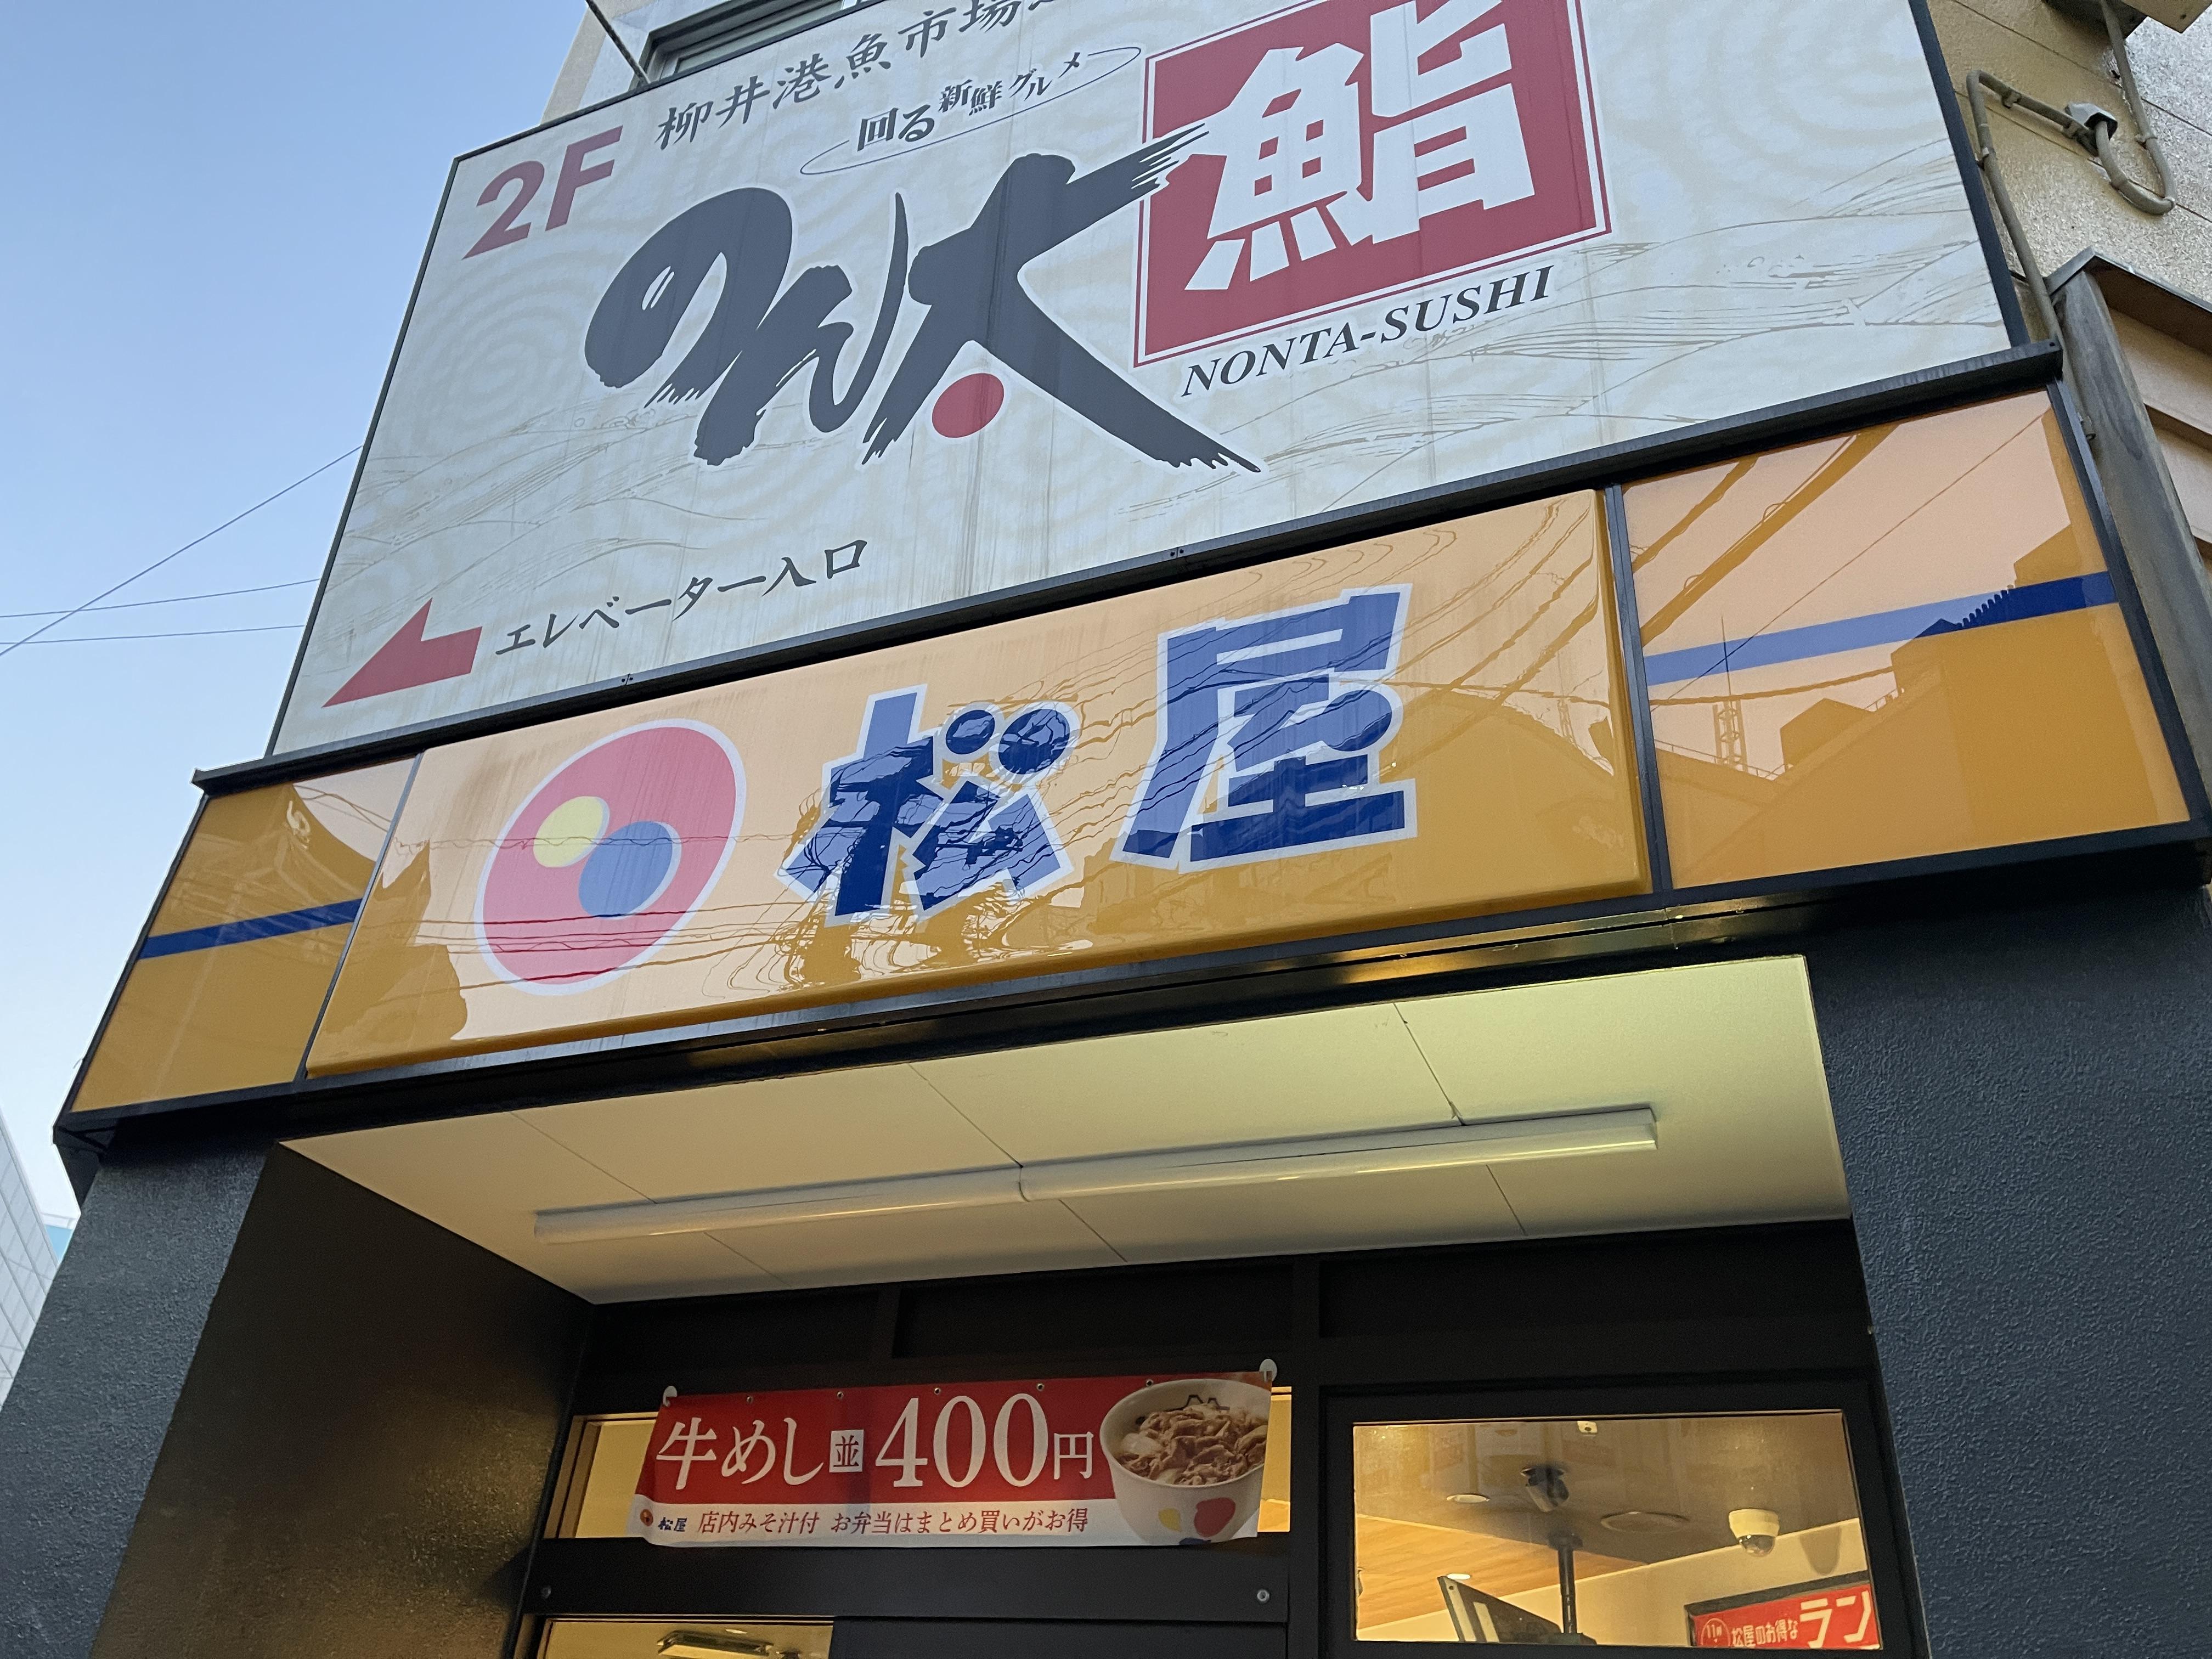 柳井港魚市場
2F
回る新鮮グルメ
のん太鮨
NONTA-SUSHI
エレベーター入口
松屋
牛めし並400円
松屋 店内みそ汁付 お弁当はまとめ買いがお得
松屋のお得なラン